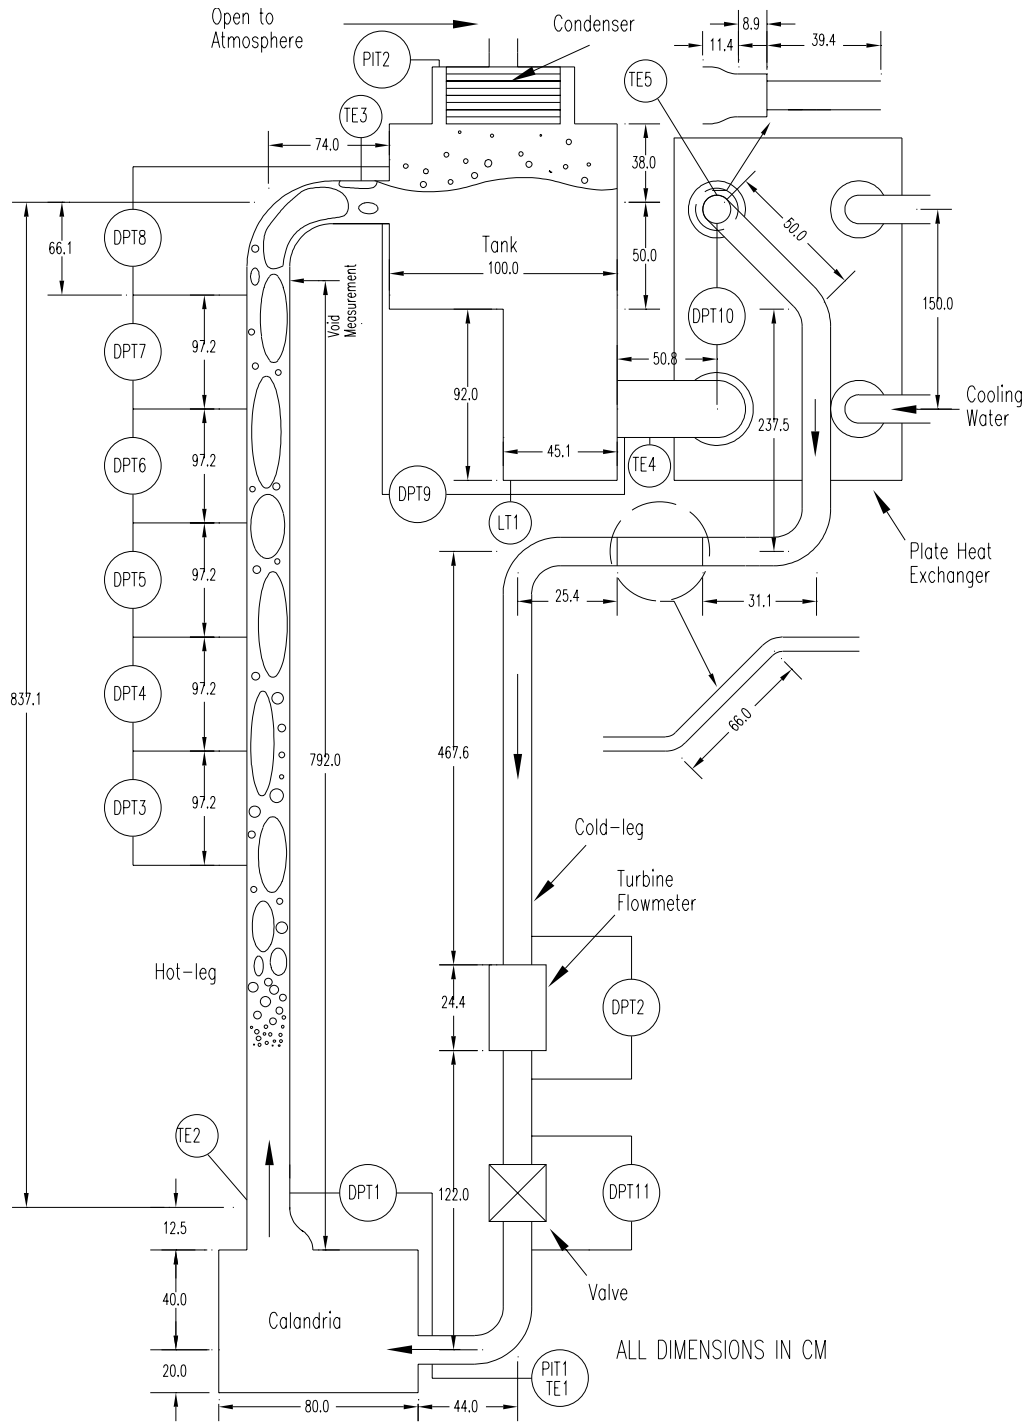 Open to
Atmosphere
Condenser
8.9
11.4
39.4
PIT2
TE5
TE3
74.0
38.0
DPT8
66.1
50.0
Tank
100.0
50.0
Void
Measurement
150.0
DPT10
DPT7
97.2
50.8
92.0
Cooling
Water
237.5
DPT6
97.2
45.1
TE4
DPT9
LT1
Plate Heat
Exchanger
DPT5
97.2
25.4
31.1
837.1
DPT4
97.2
66.0
467.6
792.0
DPT3
97.2
Cold-leg
Turbine
Flowmeter
Hot-leg
24.4
DPT2
TE2
DPT1
122.0
DPT11
12.5
Valve
40.0
Calandria
ALL DIMENSIONS IN CM
20.0
PIT1
TE1
80.0
44.0